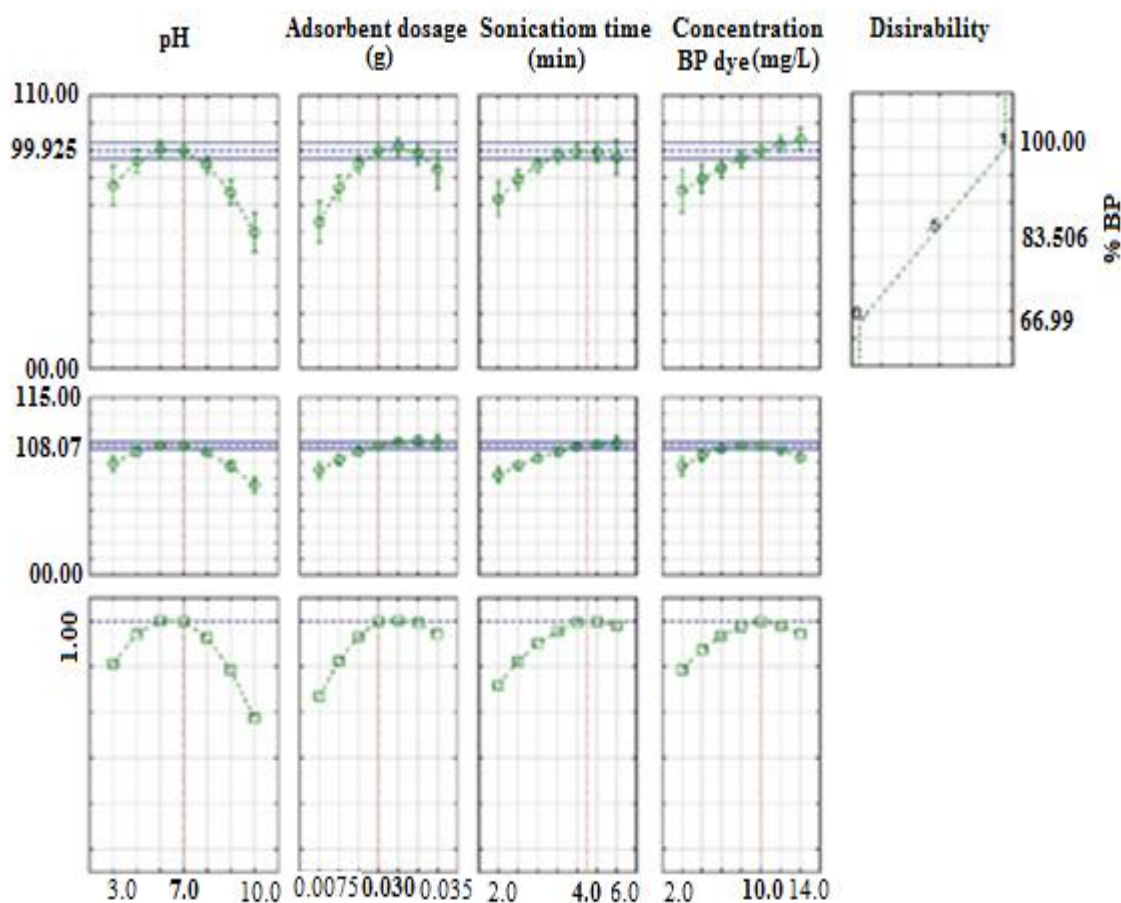 pH
Adsorbent dosage
(g)
Sonicatiom time
(min)
Concentration
BP dye (mg/L)
Disirability
110.00
99.925
00.00
100.00
83.506
66.99
% BP
115.00
108.07
00.00
1.00
3.0 7.0 10.0
0.0075 0.030 0.035
2.0 4.0 6.0
2.0 10.0 14.0